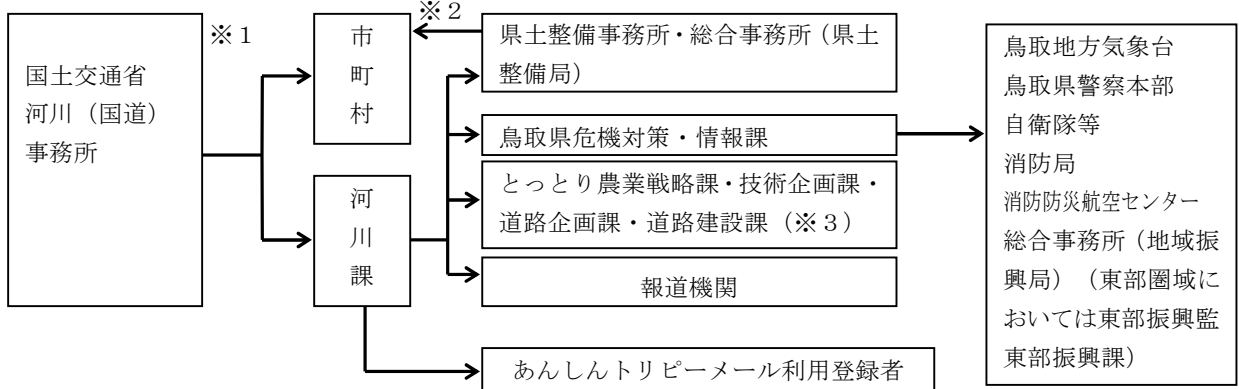 国土交通省
河川（国道）
事務所
※１
市
町
村
※２
県土整備事務所・総合事務所（県土
整備局）
鳥取県危機対策・情報課
河
川
課
とっとり農業戦略課・技術企画課・
道路企画課・道路建設課（※３）
報道機関
あんしんトリピーメール利用登録者
鳥取地方気象台
鳥取県警察本部
自衛隊等
消防局
消防防災航空センター
総合事務所（地域振
興局）（東部圏域に
おいては東部振興監
東部振興課）